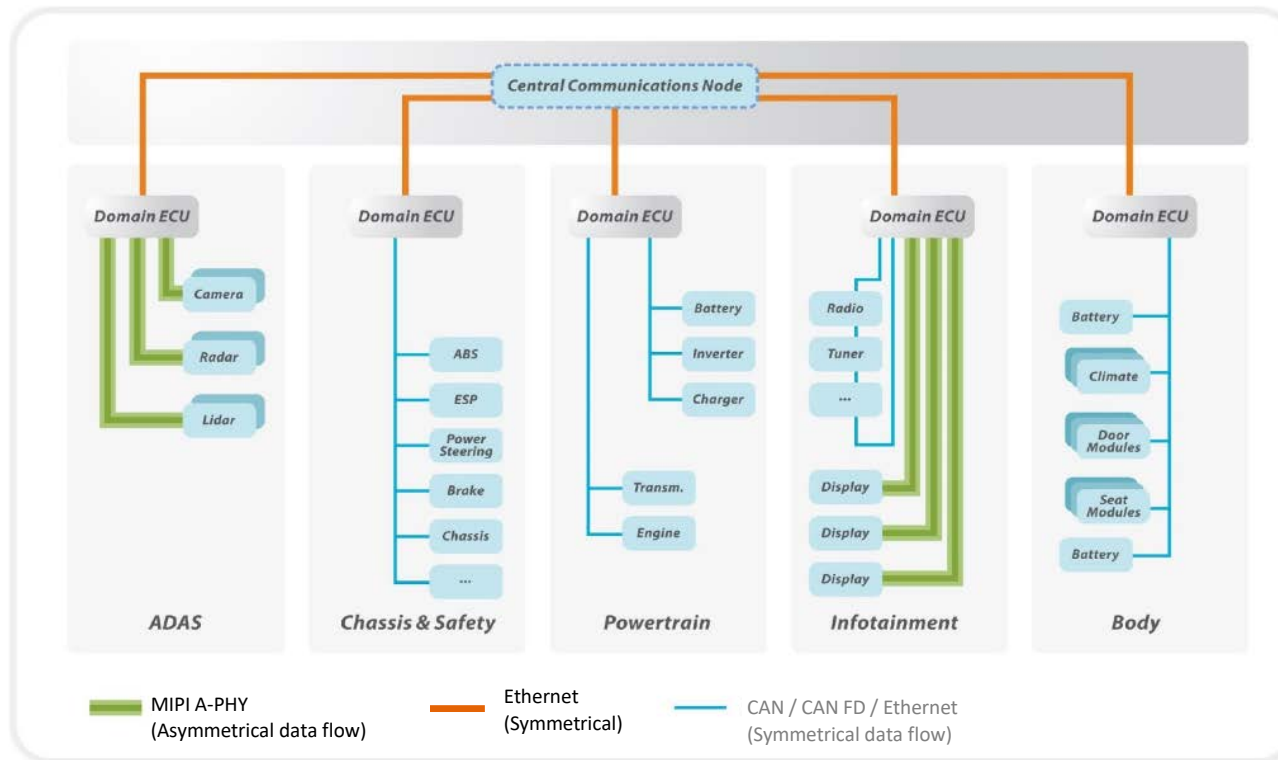 Central Communications Node
Domain ECU
Camera
Radar
Lidar
ADAS
Domain ECU
ABS
ESP
Power
Steering
Brake
Chassis
...
Chassis & Safety
Domain ECU
Battery
Inverter
Charger
Transm.
Engine
Powertrain
Domain ECU
Radio
Tuner
...
Display
Display
Display
Infotainment
Domain ECU
Battery
Climate
Door
Modules
Seat
Modules
Battery
Body
MIPI A-PHY
(Asymmetrical data flow)
Ethernet
(Symmetrical)
CAN / CAN FD / Ethernet
(Symmetrical data flow)